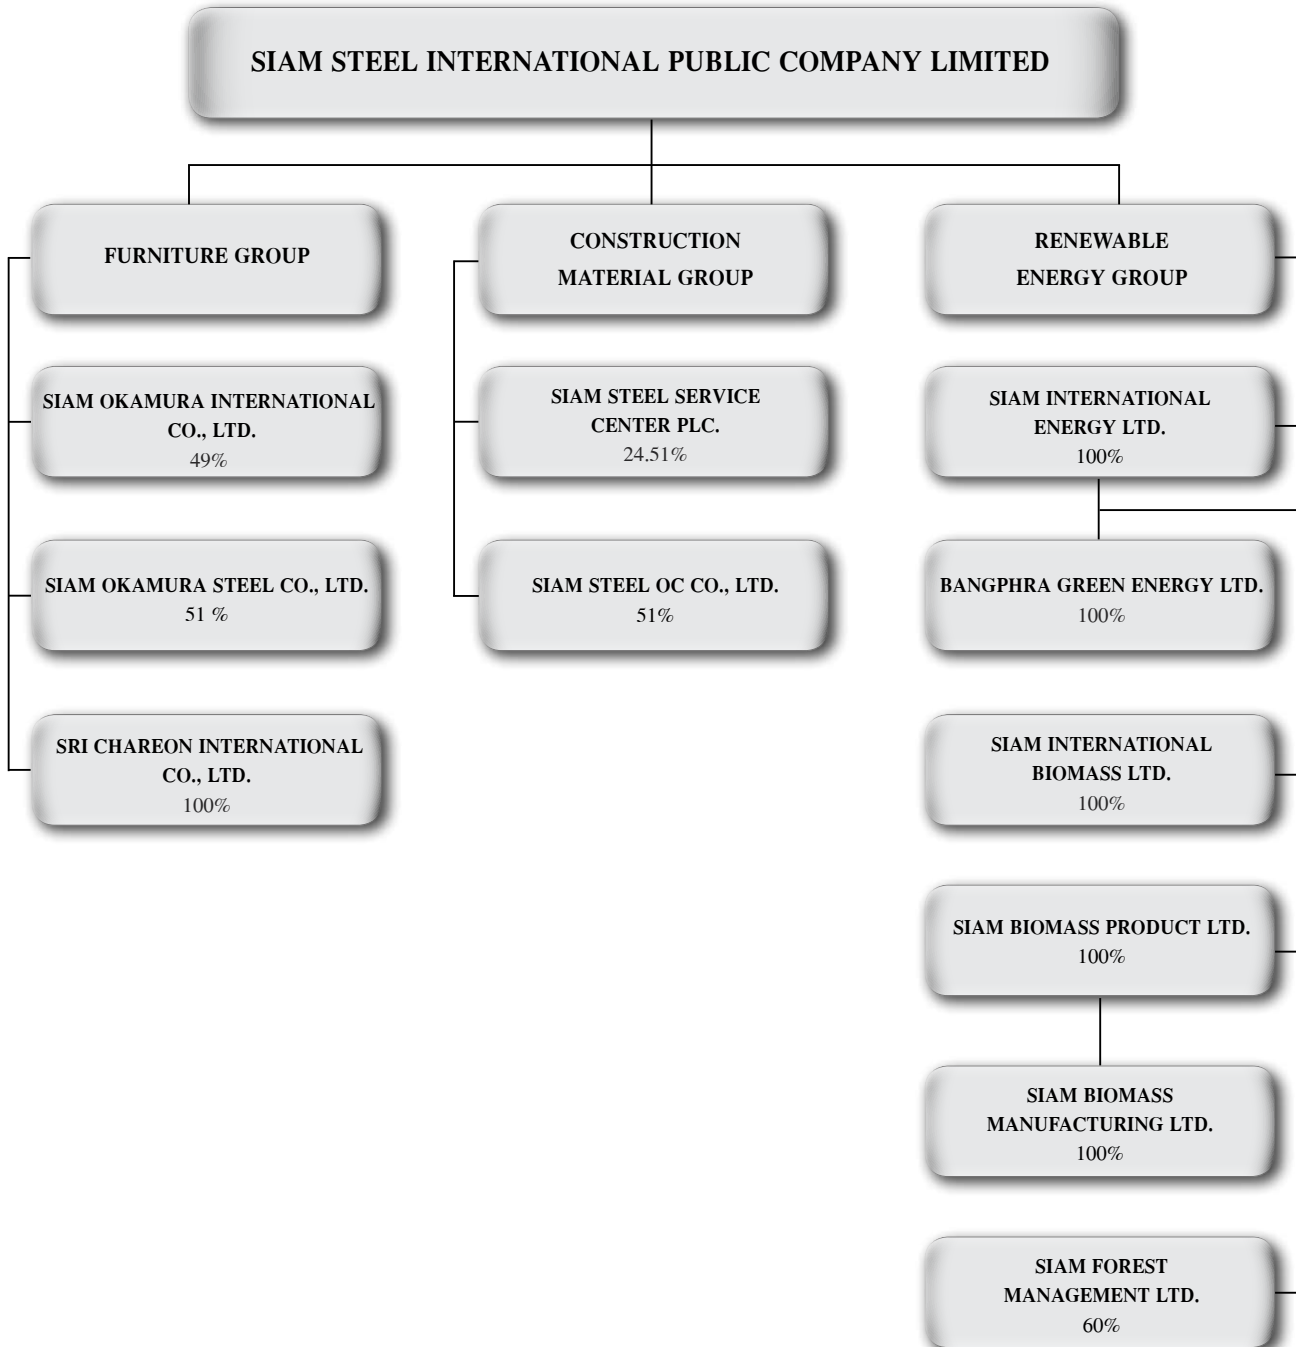 SIAM STEEL INTERNATIONAL PUBLIC COMPANY LIMITED
FURNITURE GROUP
SIAM OKAMURA INTERNATIONAL
CO., LTD.
49%
SIAM OKAMURA STEEL CO., LTD.
51 %
SRI CHAREON INTERNATIONAL
CO., LTD.
100%
CONSTRUCTION
MATERIAL GROUP
SIAM STEEL SERVICE
CENTER PLC.
24.51%
SIAM STEEL OC CO., LTD.
51%
RENEWABLE
ENERGY GROUP
SIAM INTERNATIONAL
ENERGY LTD.
100%
BANGPHRA GREEN ENERGY LTD.
100%
SIAM INTERNATIONAL
BIOMASS LTD.
100%
SIAM BIOMASS PRODUCT LTD.
100%
SIAM BIOMASS
MANUFACTURING LTD.
100%
SIAM FOREST
MANAGEMENT LTD.
60%